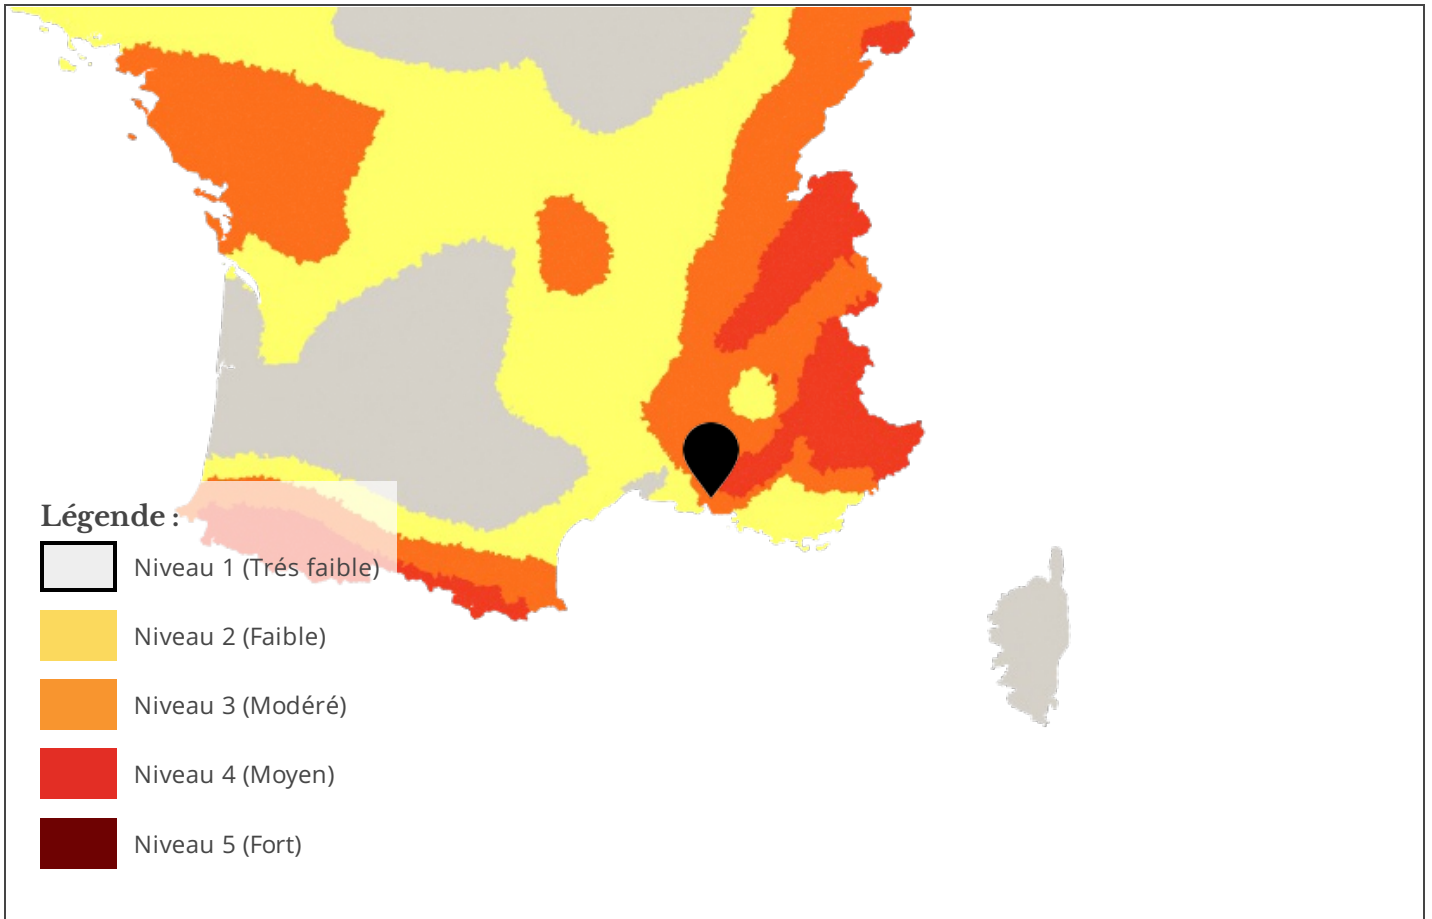 Légende :
Niveau 1 (Trés faible)
Niveau 2 (Faible)
Niveau 3 (Modéré)
Niveau 4 (Moyen)
Niveau 5 (Fort)